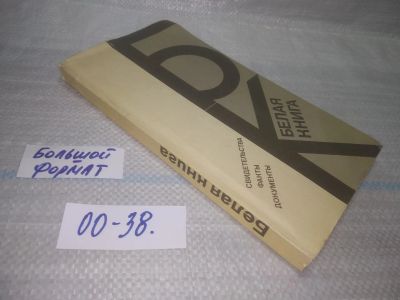 БК
БЕЛАЯ
КНИГА
СВИДЕТЕЛЬСТВА
ФАКТЫ
ДОКУМЕНТЫ
Белая книга
БОЛЬШОЙ
ФОРМАТ
00-38.